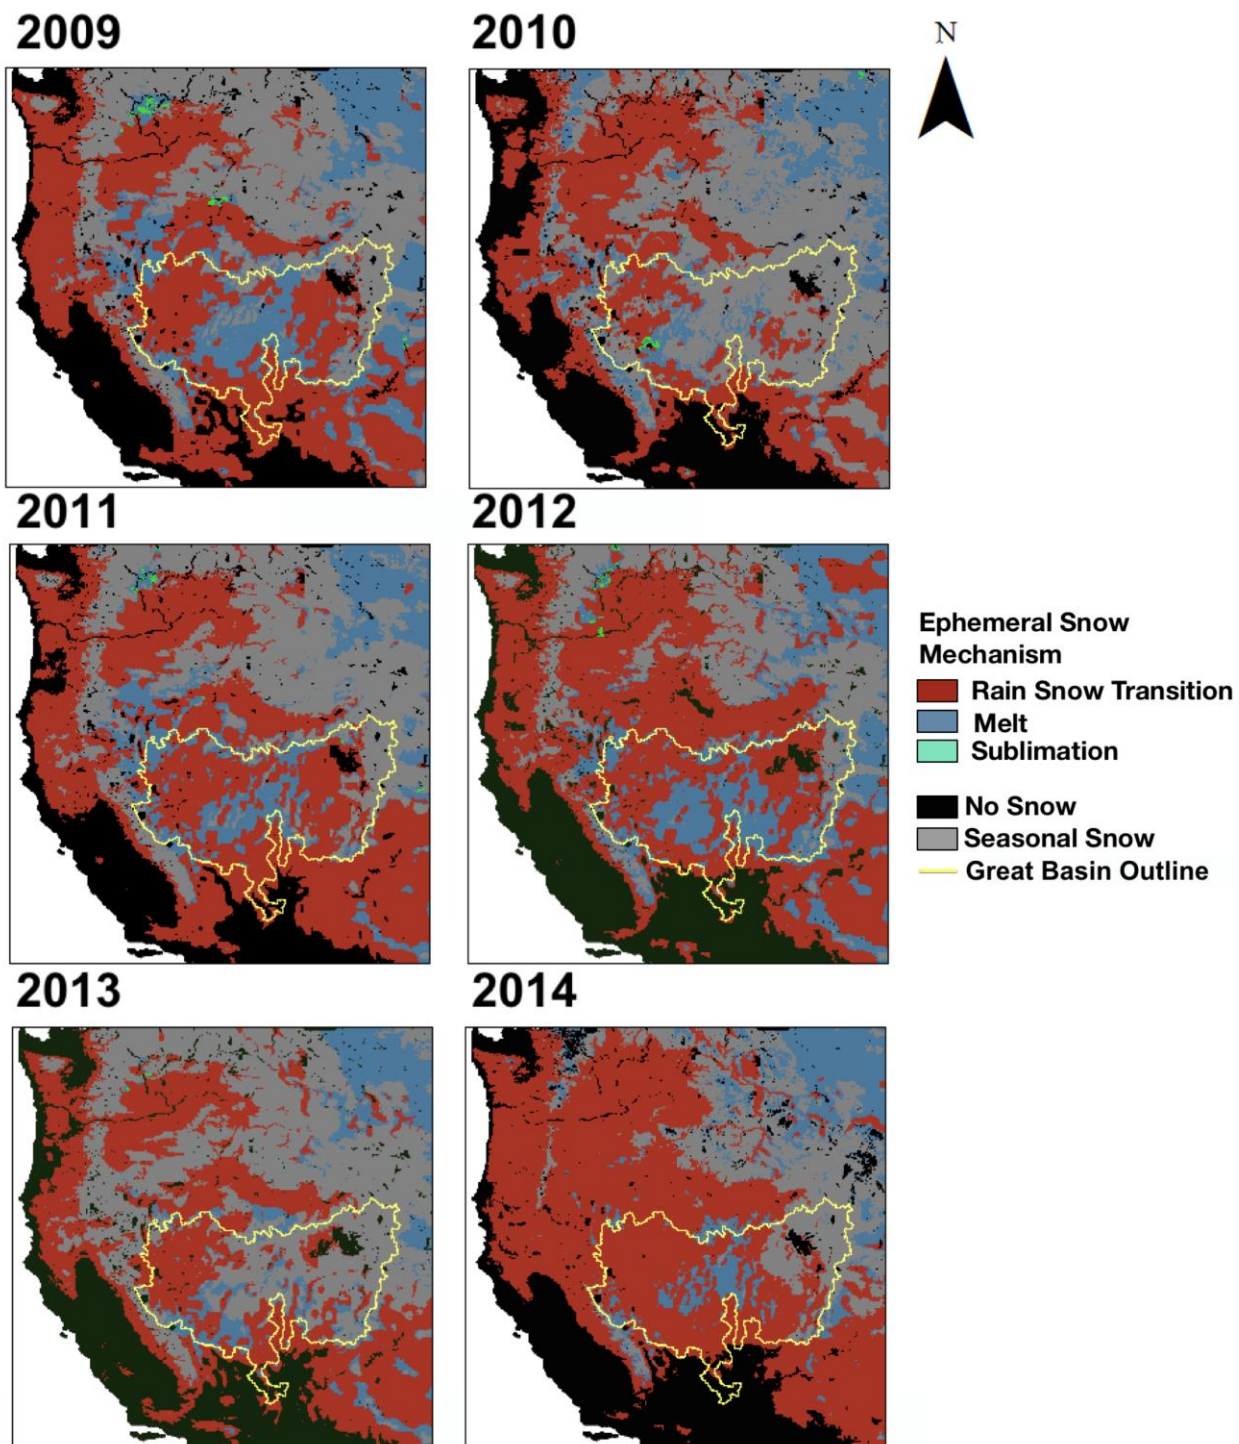 2009
2010
N
2011
2012
Ephemeral Snow
Mechanism
Rain Snow Transition
Melt
Sublimation
No Snow
Seasonal Snow
Great Basin Outline
2013
2014